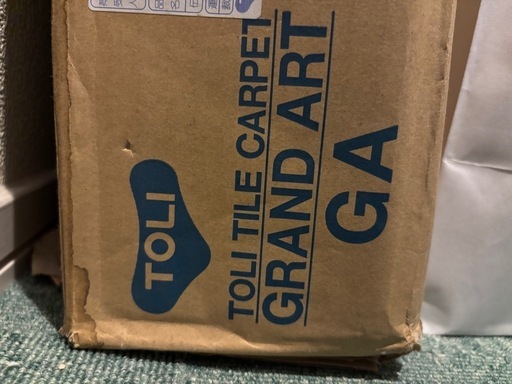 TOLI
TOLI TILE CARPET
GRAND ART
GA